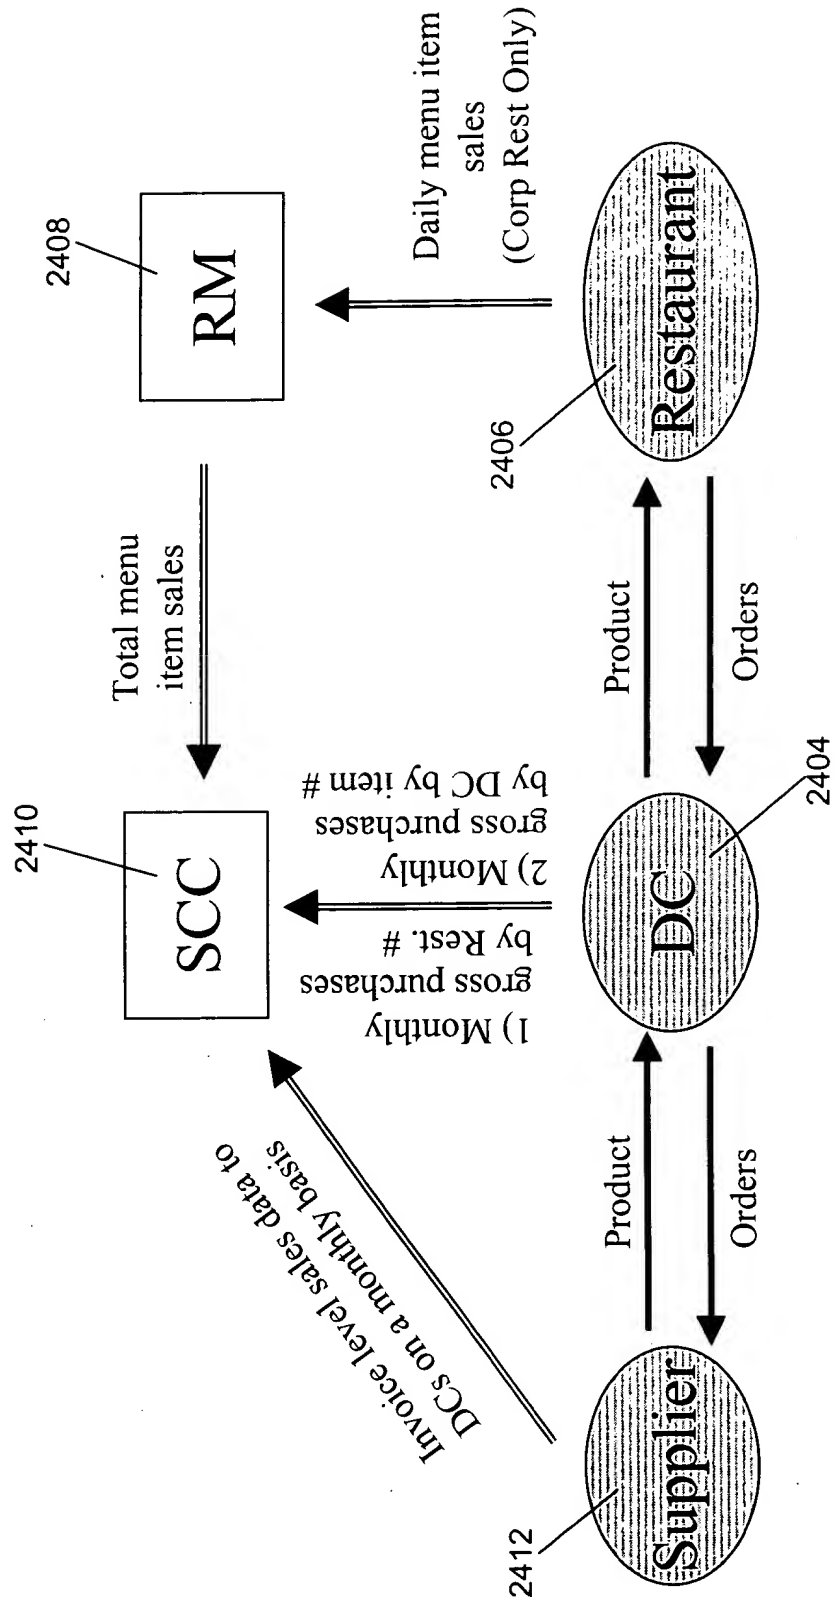 2410
SCC
Total menu
item sales
2408
RM
Invoice level sales data to
DCs on a monthly basis
1) Monthly
gross purchases
by Rest. #
2) Monthly
gross purchases
by DC by item #
Daily menu item
sales
(Corp Rest Only)
2412
Supplier
Product
Orders
DC
2404
Product
Orders
2406
Restaurant